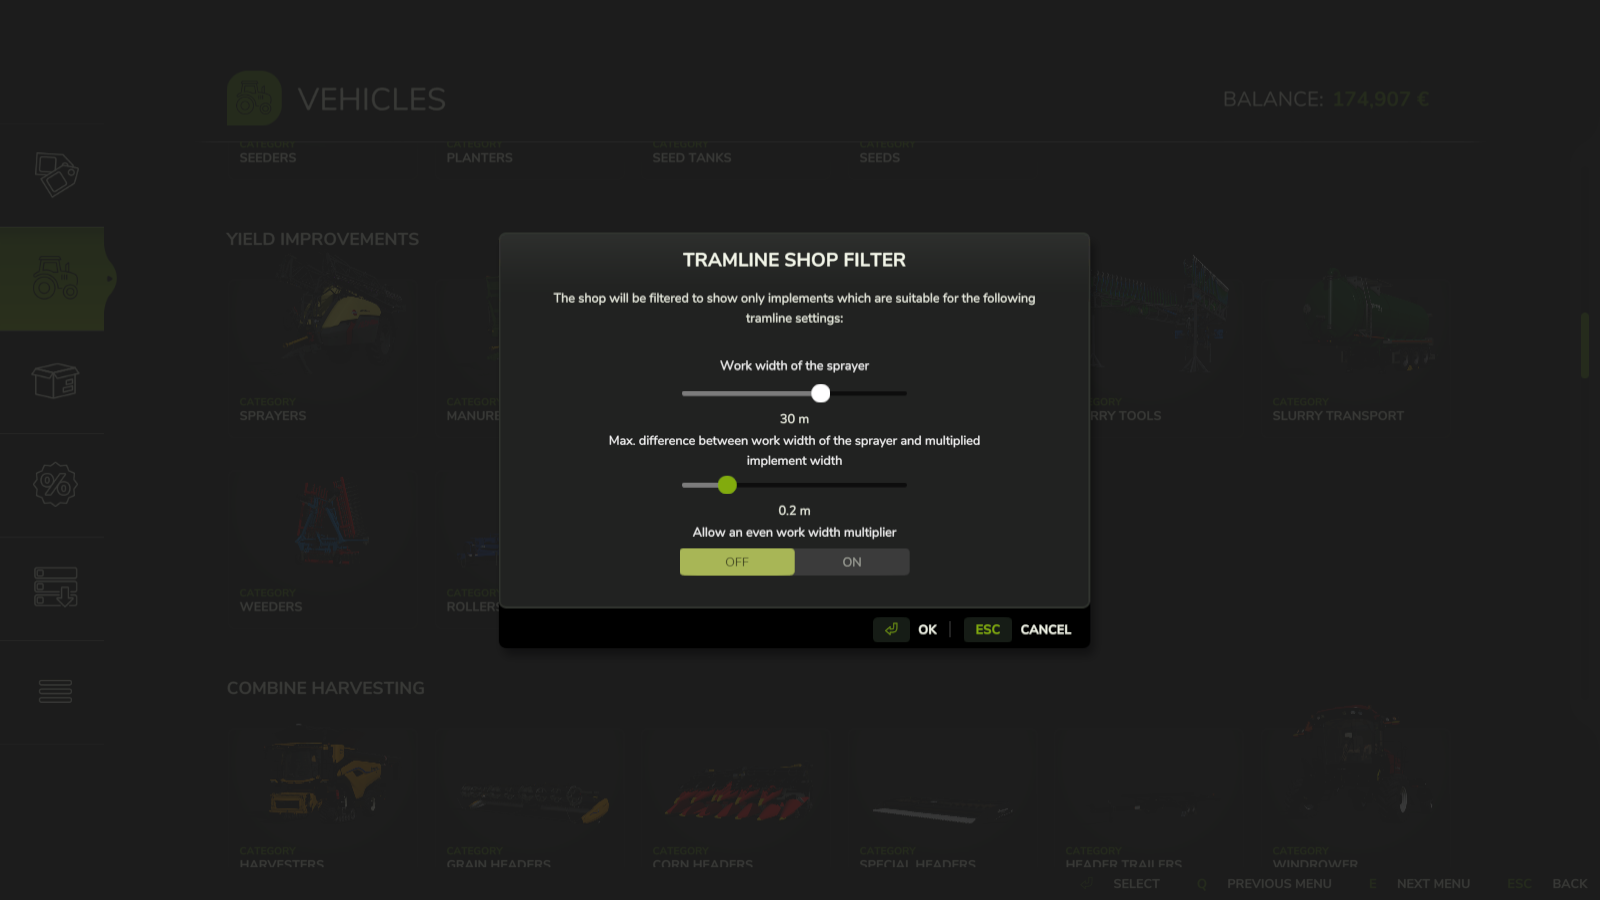 VEHICLES
BALANCE: 174,907 €
CATEGORY CATEGORY CATEGORY CATEGORY
SEEDERS PLANTERS SEED TANKS SEEDS
YIELD IMPROVEMENTS
TRAMLINE SHOP FILTER
The shop will be filtered to show only implements which are suitable for the following
tramline settings:
Work width of the sprayer
30 m
Max. difference between work width of the sprayer and multiplied
implement width
0.2 m
Allow an even work width multiplier
OFF ON
OK ESC CANCEL
CATEGORY CATEGORY CATEGORY
SPRAYERS SLURRY TRANSPORT
TOOLS
CATEGORY CATEGORY
WEEDERS ROLLERS
COMBINE HARVESTING
CATEGORY CATEGORY CATEGORY CATEGORY CATEGORY CATEGORY
HARVESTERS GRAIN HEADERS CORN HEADERS SPECIAL HEADERS HEADER TRAILERS WINDROWER
SELECT Q PREVIOUS MENU E NEXT MENU ESC BACK